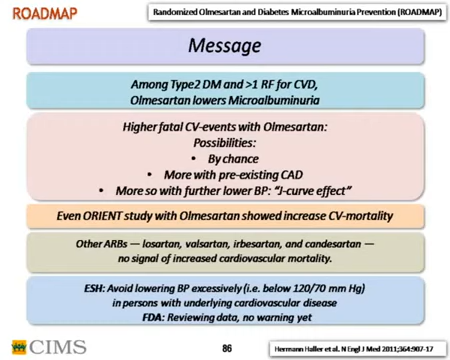 ROADMAP
Randomized Olmesartan and Diabetes Microalbuminuria Prevention (ROADMAP)
Message
Among Type2 DM and >1 RF for CVD,
Olmesartan lowers Microalbuminuria
Higher fatal CV-events with Olmesartan:
Possibilities:
• By chance
• More with pre-existing CAD
• More so with further lower BP: “J-curve effect”
Even ORIENT study with Olmesartan showed increase CV-mortality
Other ARBs — losartan, valsartan, irbesartan, and candesartan —
no signal of increased cardiovascular mortality.
ESH: Avoid lowering BP excessively (i.e. below 120/70 mm Hg)
in persons with underlying cardiovascular disease
FDA: Reviewing data, no warning yet
CIMS
86
Hermann Haller et al. N Engl J Med 2011;364:907-17